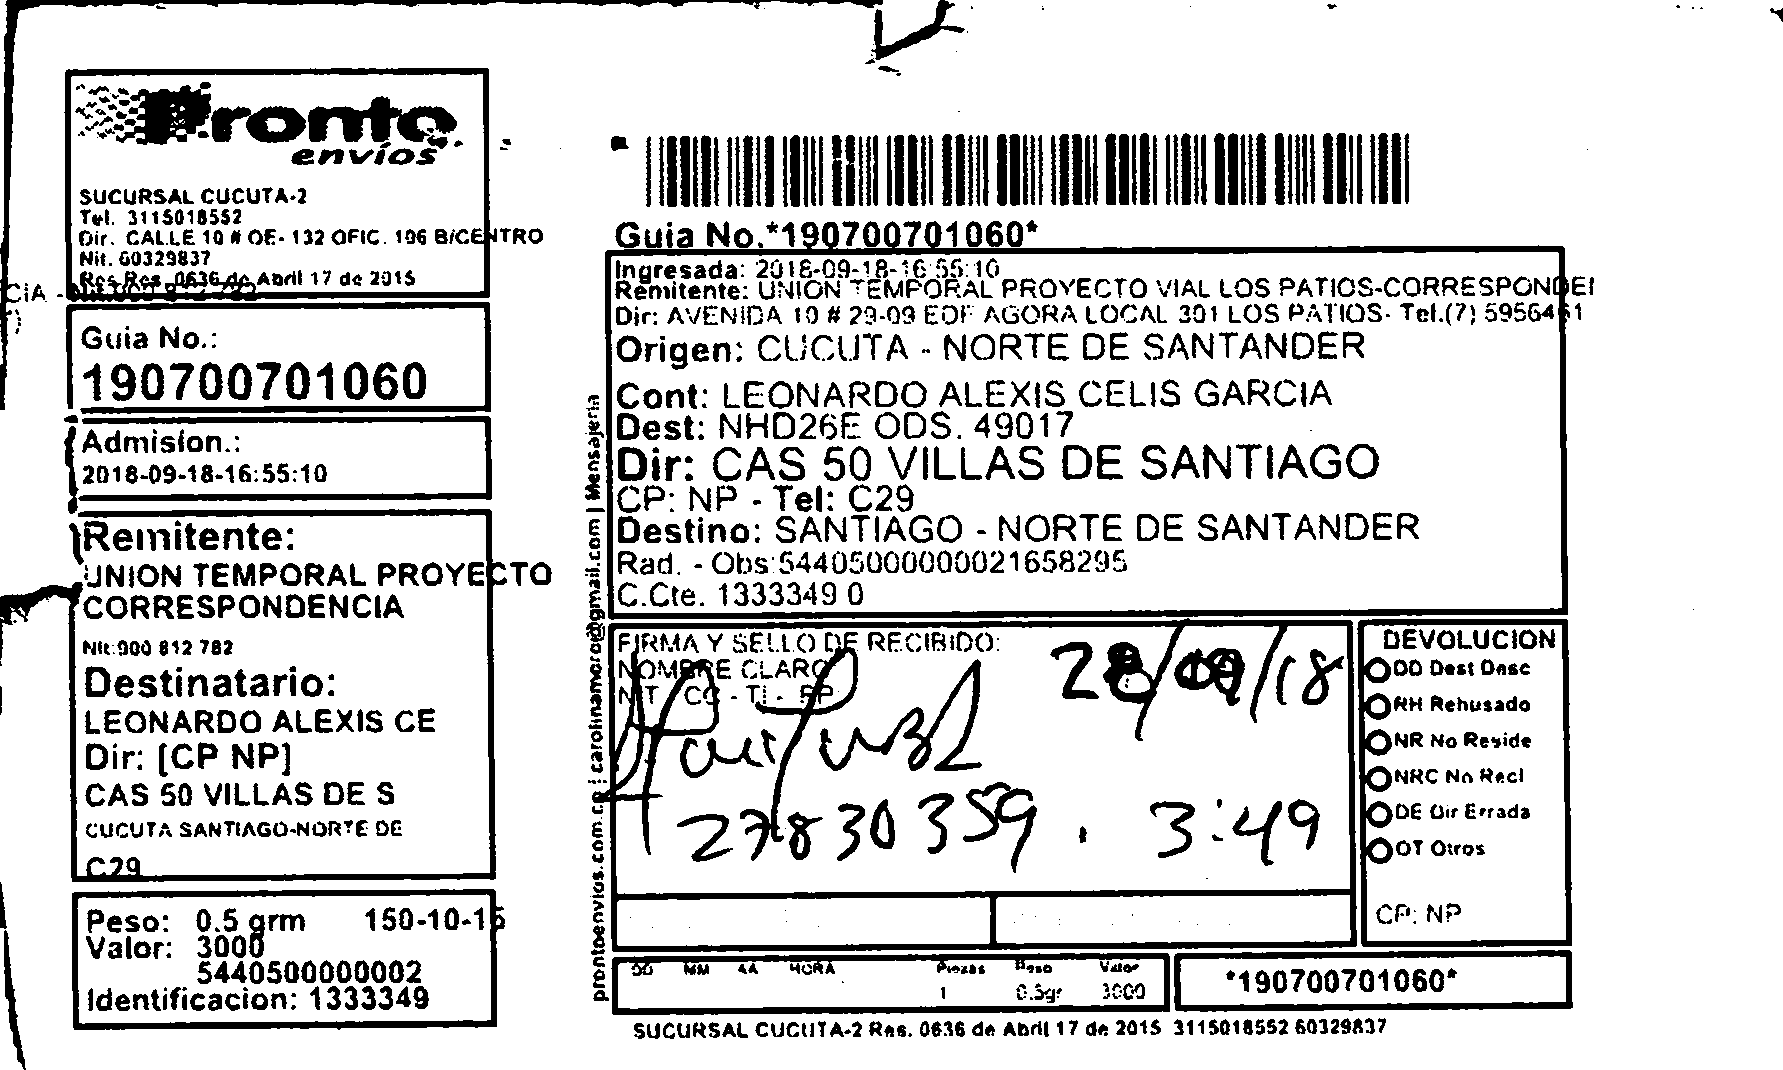 Pronto
envíos
SUCURSAL CUCUTA-2
Tel. 3115018552
Dir. CALLE 10 # OE- 132 OFIC. 106 B/CENTRO
Nit. 60329837
Res Res. 0636 de Abril 17 de 2015
Guia No.:
190700701060
Admision.:
2018-09-18-16:55:10
Remitente:
UNION TEMPORAL PROYECTO
CORRESPONDENCIA
Nit:900 812 782
Destinatario:
LEONARDO ALEXIS CE
Dir: [CP NP]
CAS 50 VILLAS DE S
CUCUTA SANTIAGO-NORTE DE
C29
Peso: 0.5 grm 150-10-15
Valor: 3000
5440500000002
Identificacion: 1333349
prontoenvios.com.co | carolinamoro@gmail.com | Mensajeria
Guia No.*190700701060*
Ingresada: 2018-09-18-16:55:10
Remitente: UNION TEMPORAL PROYECTO VIAL LOS PATIOS-CORRESPONDEI
Dir: AVENIDA 10 # 29-09 EDF AGORA LOCAL 301 LOS PATIOS- Tel.(7) 5956461
Origen: CUCUTA - NORTE DE SANTANDER
Cont: LEONARDO ALEXIS CELIS GARCIA
Dest: NHD26E ODS. 49017
Dir: CAS 50 VILLAS DE SANTIAGO
CP: NP - Tel: C29
Destino: SANTIAGO - NORTE DE SANTANDER
Rad. - Obs:54405000000021658295
C.Cte. 1333349 0
FIRMA Y SELLO DE RECIBIDO:
NOMBRE CLARO
NIT - CC - TI - PP
28/09/18
27830359. 3:49
DEVOLUCION
DD Dest Desc
RH Rehusado
NR No Reside
NRC No Recl
DE Dir Errada
OT Otros
CP: NP
DD MM AA HORA Piezas Peso Valor
1 0.5gr 3000
*190700701060*
SUCURSAL CUCUTA-2 Res. 0636 de Abril 17 de 2015 3115018552 60329837